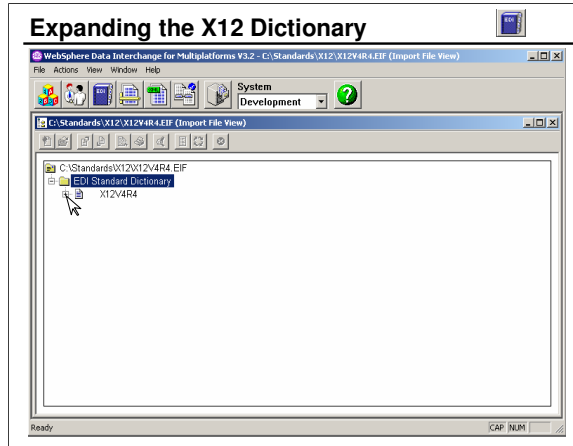 Expanding the X12 Dictionary
EDI
WebSphere Data Interchange for Multiplatforms V3.2 - C:\Standards\X12\X12V4R4.EIF (Import File View)
File Actions View Window Help
EDI
System
Development
C:\Standards\X12\X12V4R4.EIF (Import File View)
C:\Standards\X12\X12V4R4.EIF
EDI Standard Dictionary
X12V4R4
Ready
CAP NUM